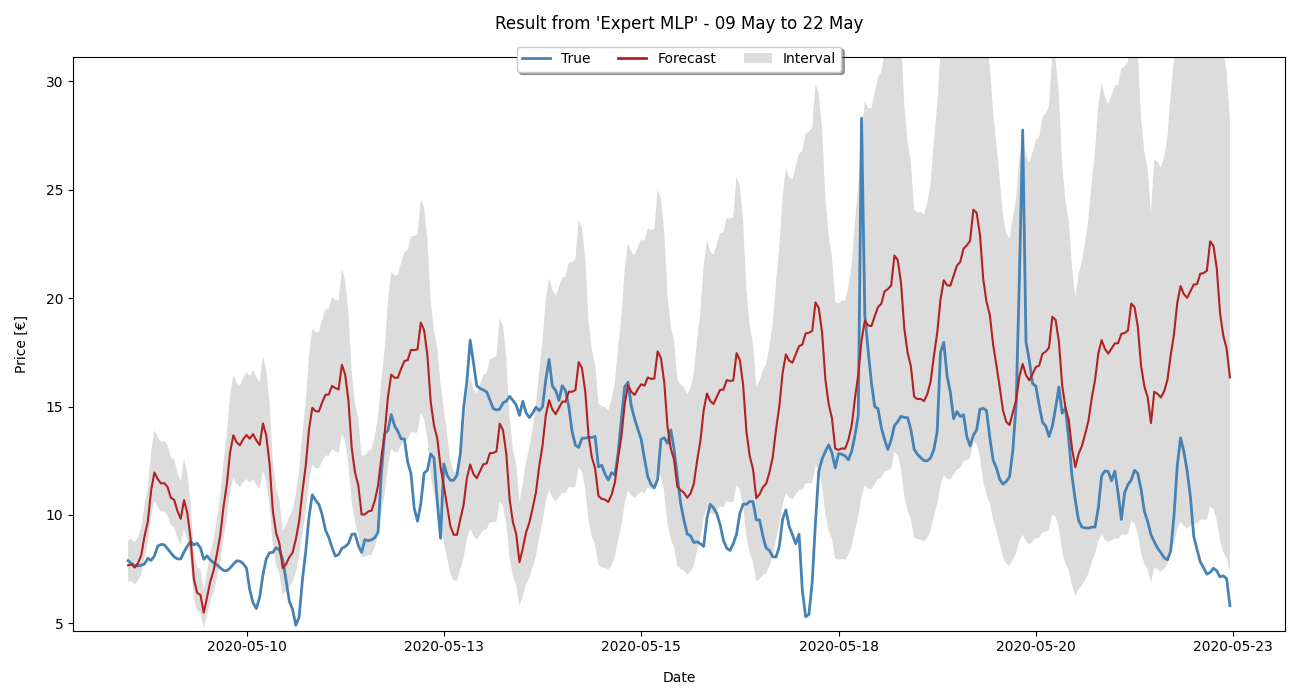 Result from 'Expert MLP' - 09 May to 22 May
True
Forecast
Interval
30
25
20
15
10
5
Price [€]
2020-05-10
2020-05-13
2020-05-15
2020-05-18
2020-05-20
2020-05-23
Date